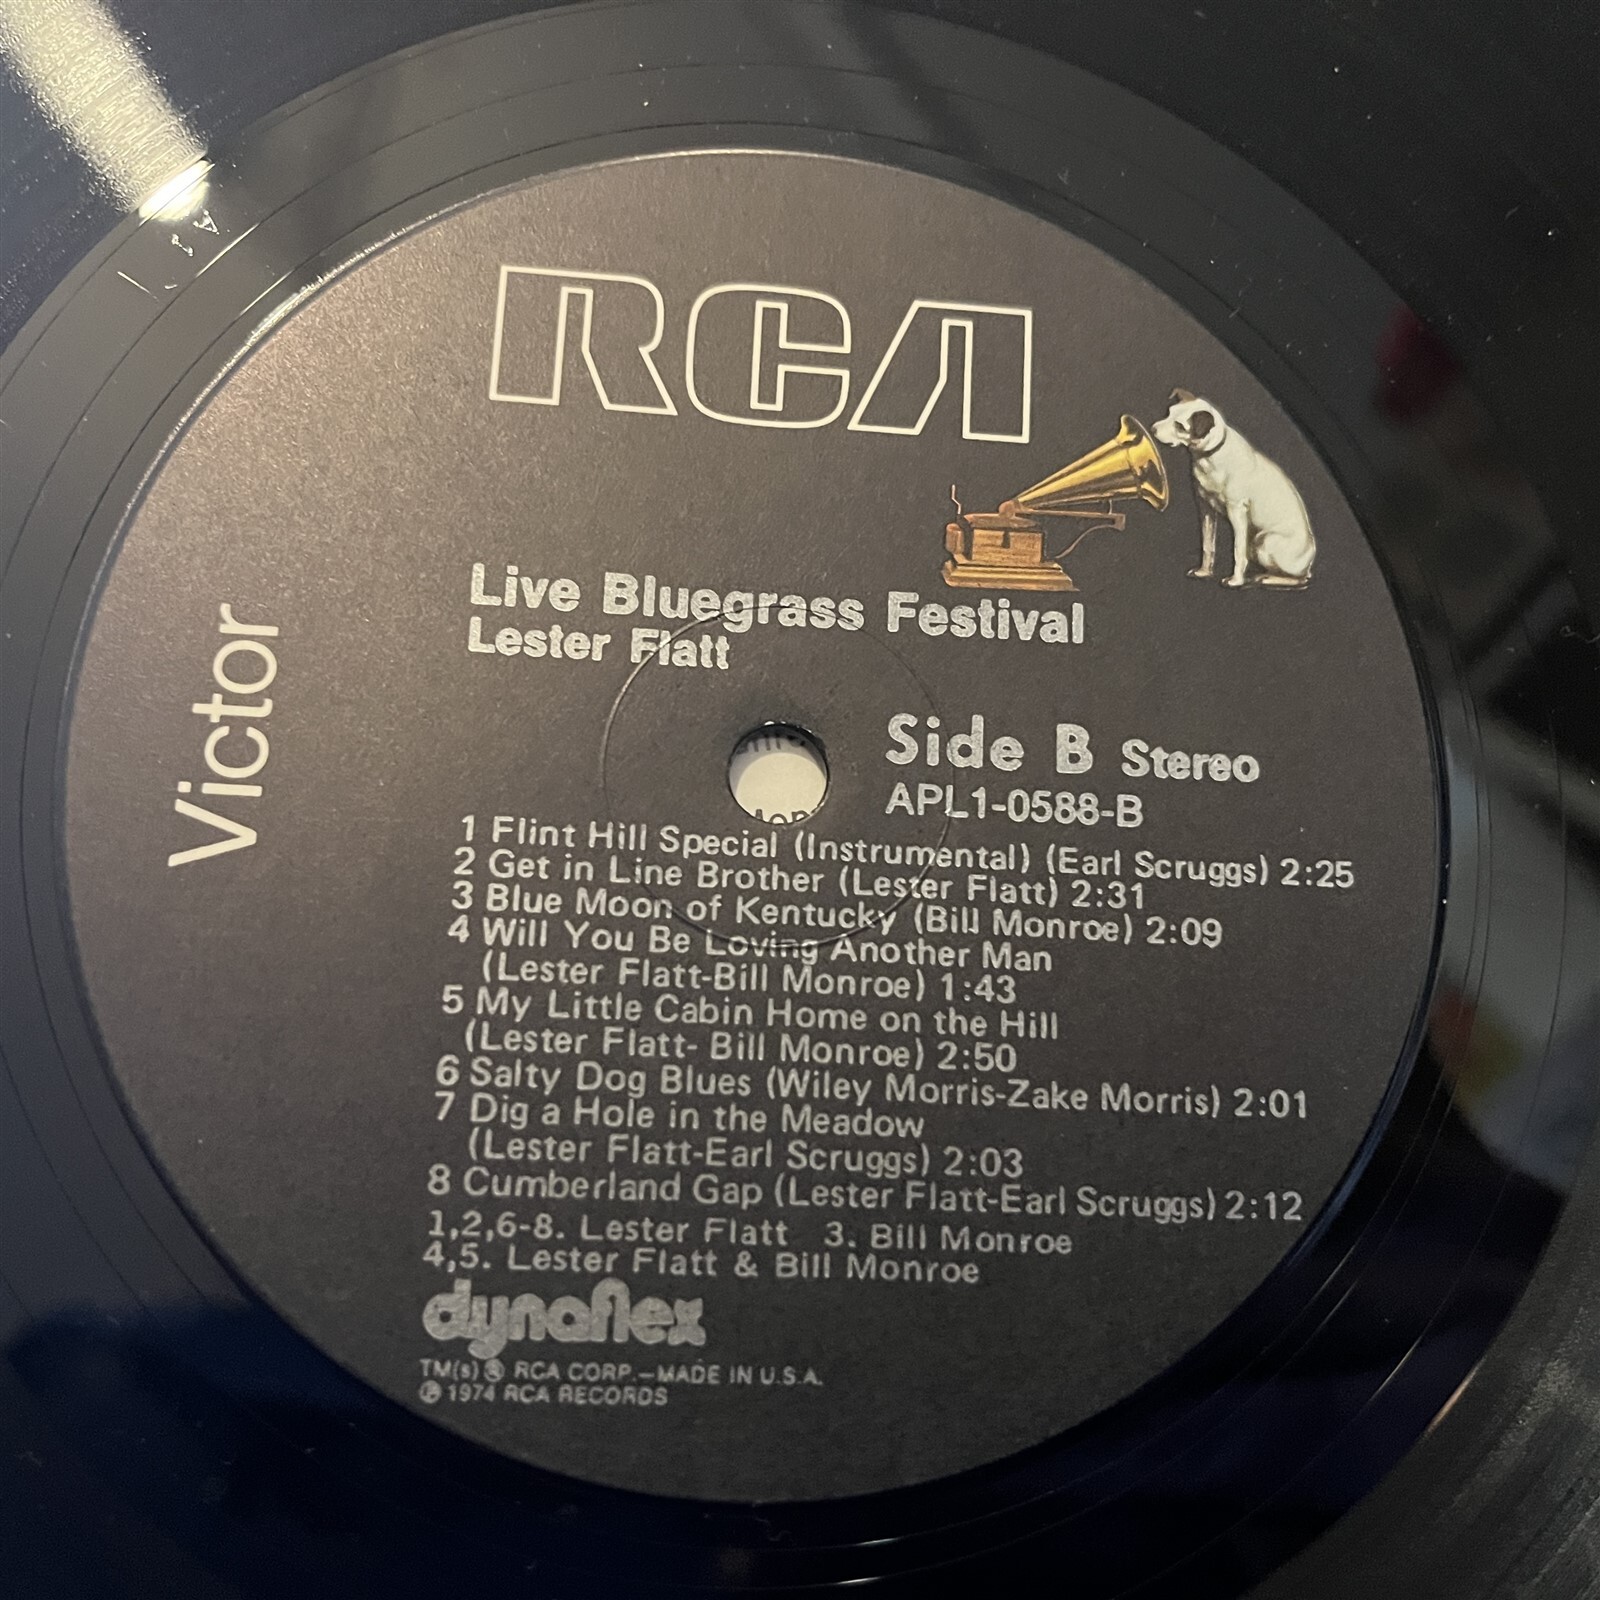 RCA
Victor
Live Bluegrass Festival
Lester Flatt
Side B Stereo
APL1-0588-B
1 Flint Hill Special (Instrumental) (Earl Scruggs) 2:25
2 Get in Line Brother (Lester Flatt) 2:31
3 Blue Moon of Kentucky (Bill Monroe) 2:09
4 Will You Be Loving Another Man
(Lester Flatt-Bill Monroe) 1:43
5 My Little Cabin Home on the Hill
(Lester Flatt- Bill Monroe) 2:50
6 Salty Dog Blues (Wiley Morris-Zake Morris) 2:01
7 Dig a Hole in the Meadow
(Lester Flatt-Earl Scruggs) 2:03
8 Cumberland Gap (Lester Flatt-Earl Scruggs) 2:12
1,2,6-8. Lester Flatt 3. Bill Monroe
4,5. Lester Flatt & Bill Monroe
dynaflex
TM(s) ® RCA CORP.—MADE IN U.S.A.
℗ 1974 RCA RECORDS